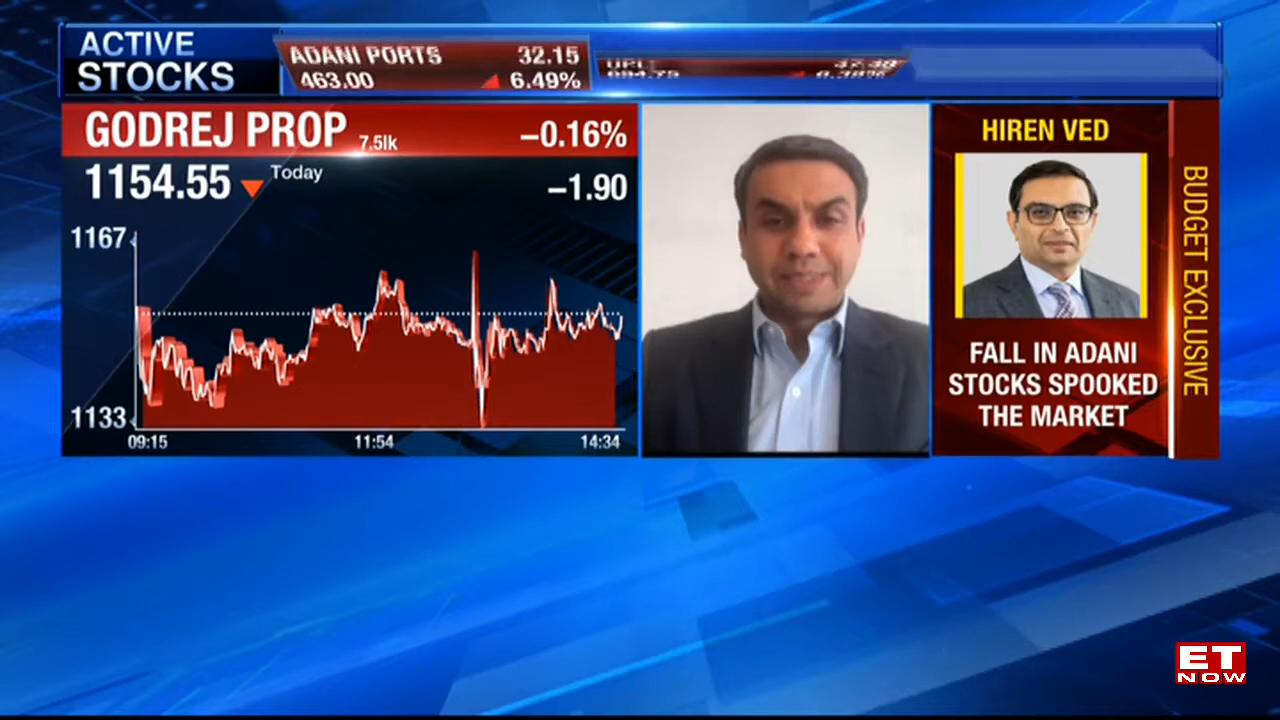 ACTIVE
STOCKS
ADANI PORTS 32.15
463.00 6.49%
UPL
GODREJ PROP 7.5lk −0.16%
1154.55 Today −1.90
1167
1133
09:15 11:54 14:34
HIREN VED
FALL IN ADANI
STOCKS SPOOKED
THE MARKET
BUDGET EXCLUSIVE
ET
NOW